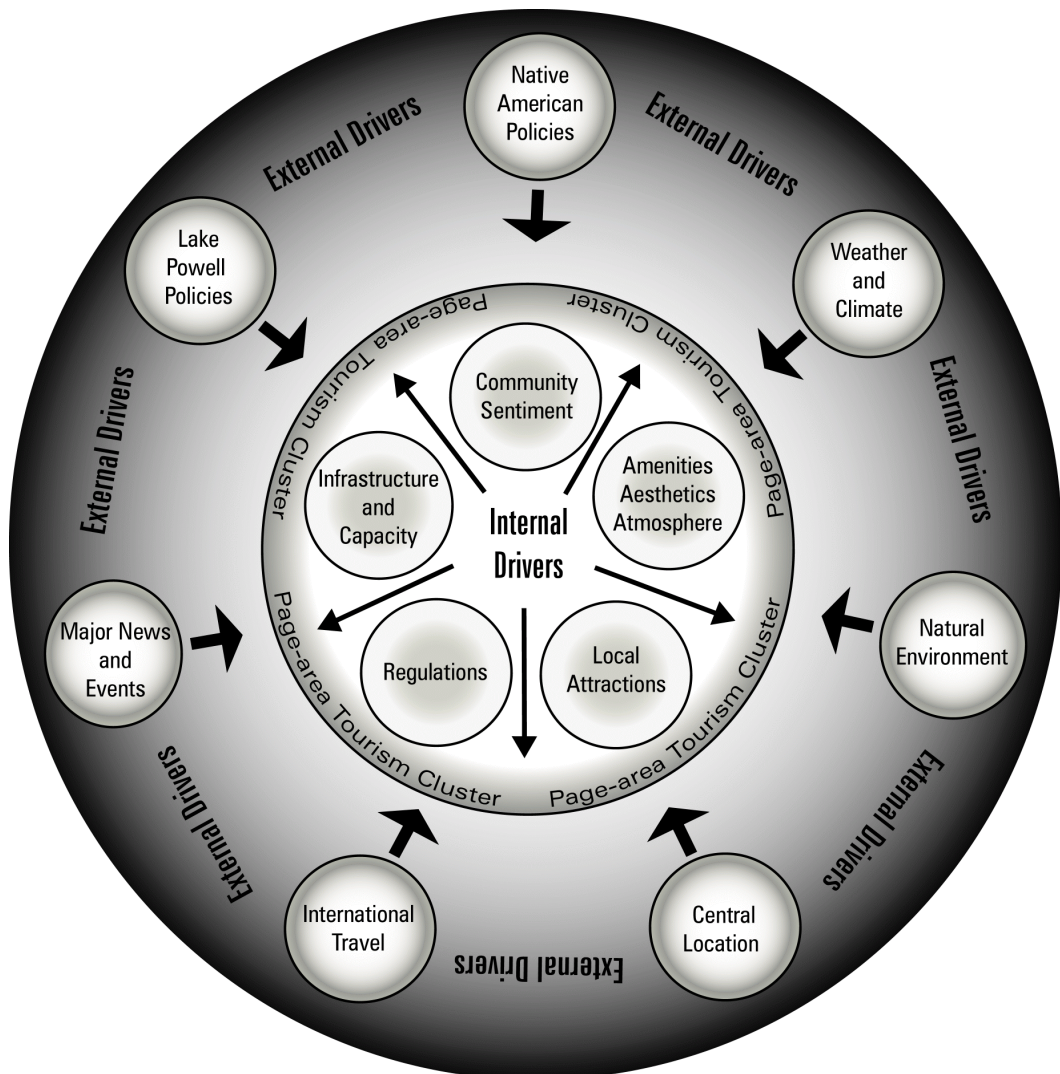 Native
American
Policies
External Drivers
External Drivers
Lake
Powell
Policies
Weather
and
Climate
Page-area Tourism Cluster
Page-area Tourism Cluster
Community
Sentiment
External Drivers
External Drivers
Infrastructure
and
Capacity
Amenities
Aesthetics
Atmosphere
Internal
Drivers
Major News
and
Events
Natural
Environment
Regulations
Local
Attractions
Page-area Tourism Cluster
Page-area Tourism Cluster
External Drivers
External Drivers
International
Travel
Central
Location
External Drivers